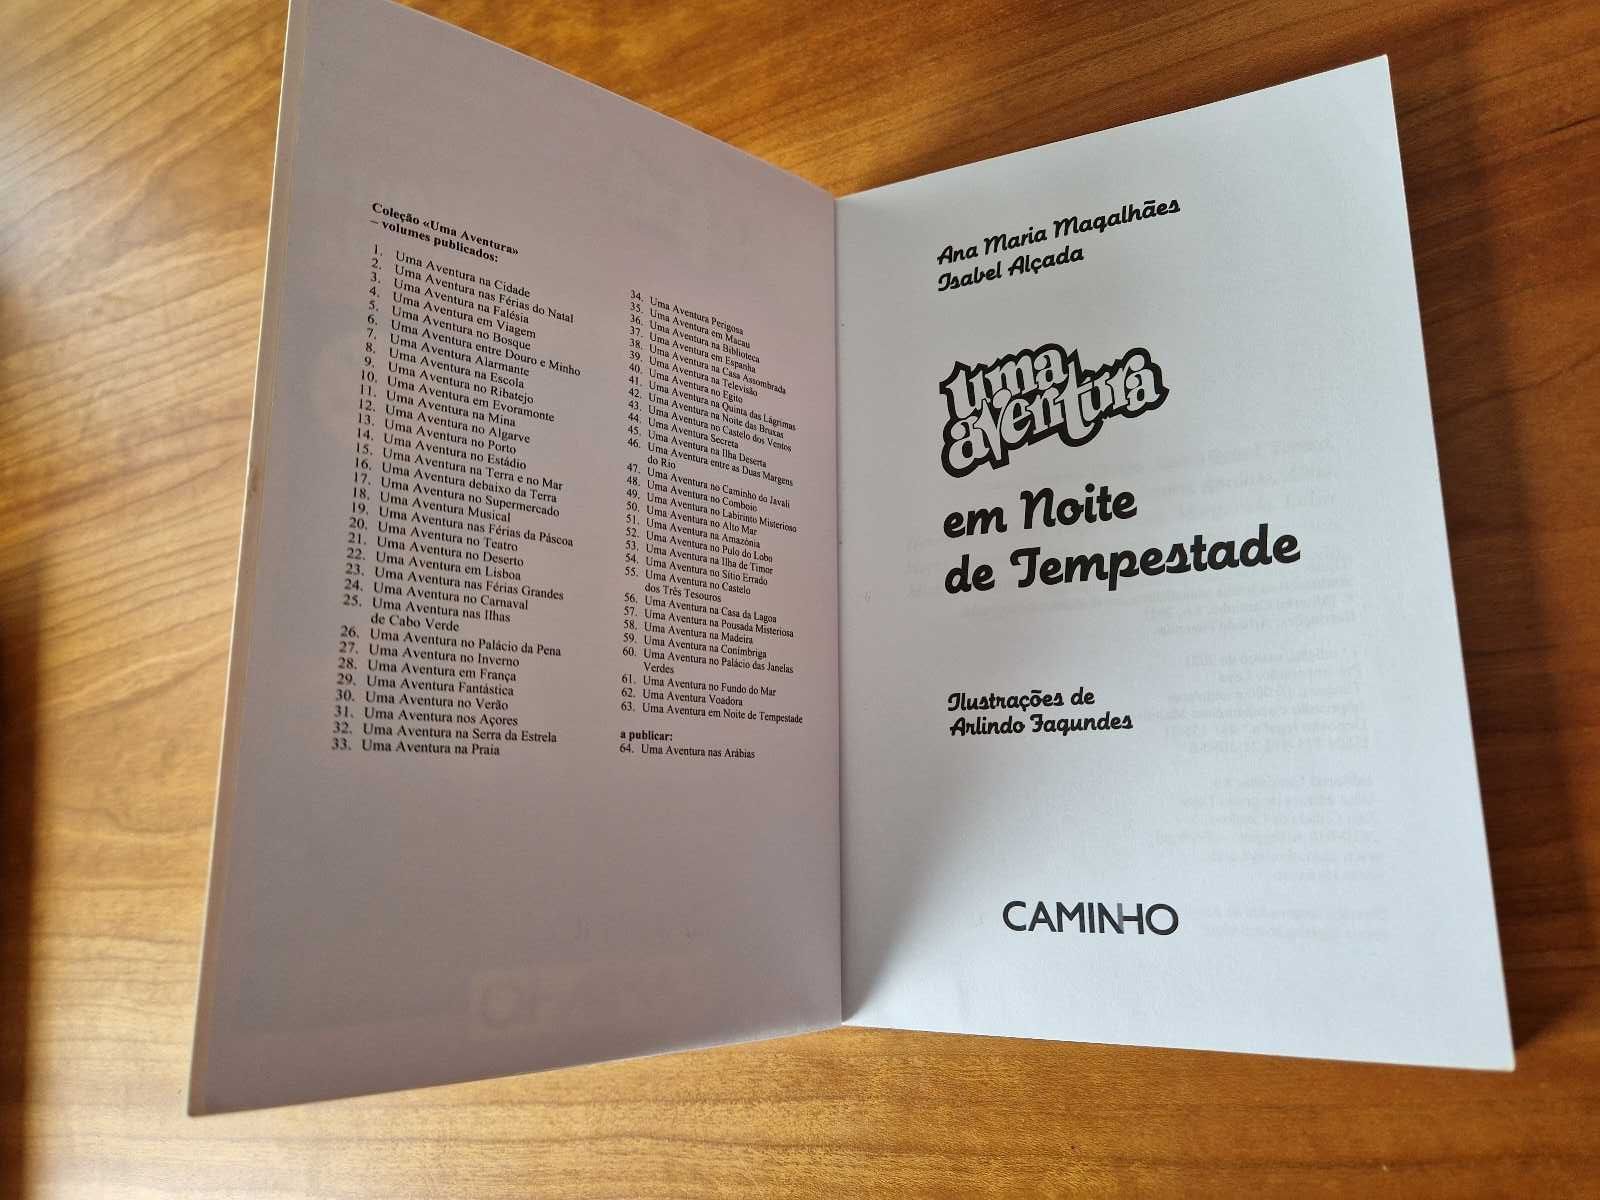 Coleção «Uma Aventura»
– volumes publicados:
1. Uma Aventura na Cidade
2. Uma Aventura nas Férias do Natal
3. Uma Aventura na Falésia
4. Uma Aventura em Viagem
5. Uma Aventura no Bosque
6. Uma Aventura entre Douro e Minho
7. Uma Aventura Alarmante
8. Uma Aventura na Escola
9. Uma Aventura no Ribatejo
10. Uma Aventura em Evoramonte
11. Uma Aventura na Mina
12. Uma Aventura no Algarve
13. Uma Aventura no Porto
14. Uma Aventura no Estádio
15. Uma Aventura na Terra e no Mar
16. Uma Aventura debaixo da Terra
17. Uma Aventura no Supermercado
18. Uma Aventura Musical
19. Uma Aventura nas Férias da Páscoa
20. Uma Aventura no Teatro
21. Uma Aventura no Deserto
22. Uma Aventura em Lisboa
23. Uma Aventura nas Férias Grandes
24. Uma Aventura no Carnaval
25. Uma Aventura nas Ilhas
de Cabo Verde
26. Uma Aventura no Palácio da Pena
27. Uma Aventura no Inverno
28. Uma Aventura em França
29. Uma Aventura Fantástica
30. Uma Aventura no Verão
31. Uma Aventura nos Açores
32. Uma Aventura na Serra da Estrela
33. Uma Aventura na Praia
34. Uma Aventura Perigosa
35. Uma Aventura em Macau
36. Uma Aventura na Biblioteca
37. Uma Aventura em Espanha
38. Uma Aventura na Casa Assombrada
39. Uma Aventura na Televisão
40. Uma Aventura no Egito
41. Uma Aventura na Quinta das Lágrimas
42. Uma Aventura na Noite das Bruxas
43. Uma Aventura no Castelo dos Ventos
44. Uma Aventura Secreta
45. Uma Aventura na Ilha Deserta
46. Uma Aventura entre as Duas Margens
do Rio
47. Uma Aventura no Caminho do Javali
48. Uma Aventura no Comboio
49. Uma Aventura no Labirinto Misterioso
50. Uma Aventura no Alto Mar
51. Uma Aventura na Amazónia
52. Uma Aventura no Pulo do Lobo
53. Uma Aventura na Ilha de Timor
54. Uma Aventura no Sítio Errado
55. Uma Aventura no Castelo
dos Três Tesouros
56. Uma Aventura na Casa da Lagoa
57. Uma Aventura na Pousada Misteriosa
58. Uma Aventura na Madeira
59. Uma Aventura na Conímbriga
60. Uma Aventura no Palácio das Janelas
Verdes
61. Uma Aventura no Fundo do Mar
62. Uma Aventura Voadora
63. Uma Aventura em Noite de Tempestade
a publicar:
64. Uma Aventura nas Arábias
Ana Maria Magalhães
Isabel Alçada
uma
aventura
em Noite
de Tempestade
Ilustrações de
Arlindo Fagundes
CAMINHO